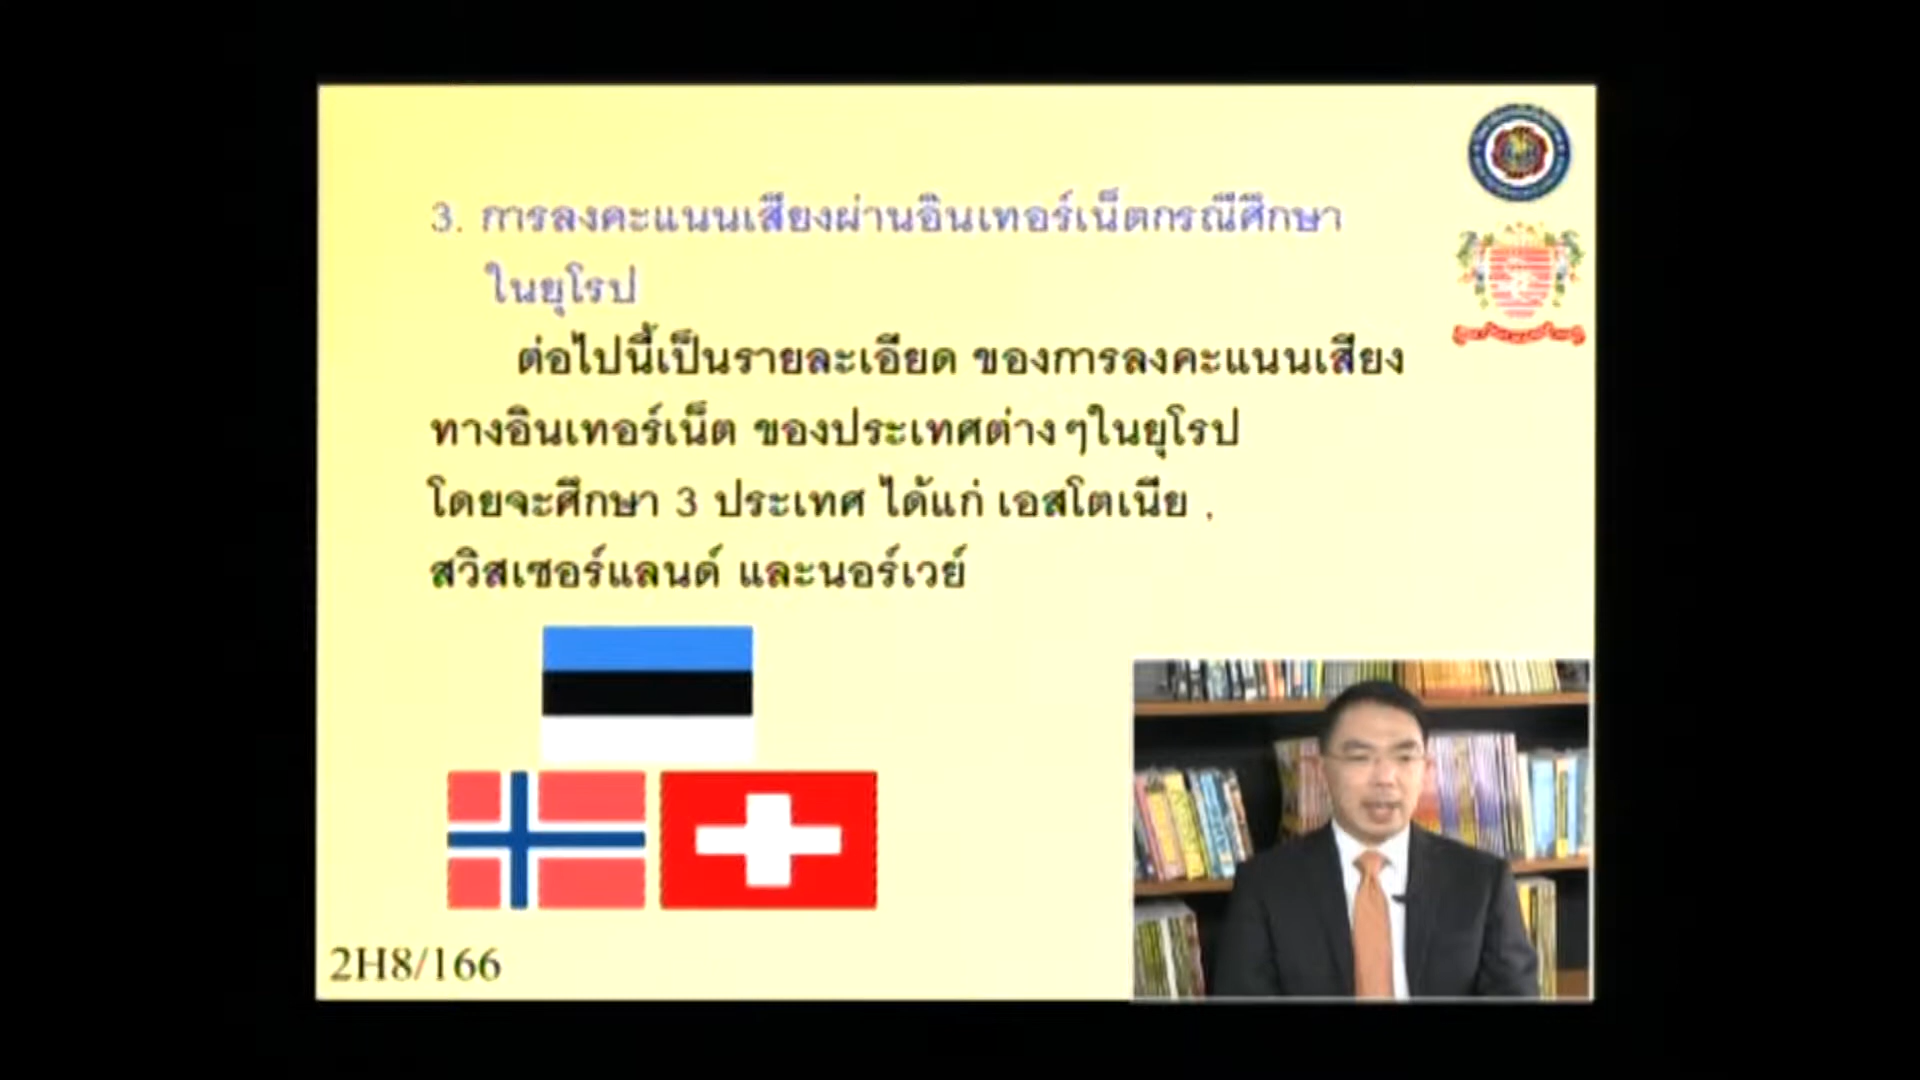 3. การลงคะแนนเสียงผ่านอินเทอร์เน็ตกรณีศึกษา
ในยุโรป
ต่อไปนี้เป็นรายละเอียด ของการลงคะแนนเสียง
ทางอินเทอร์เน็ต ของประเทศต่างๆในยุโรป
โดยจะศึกษา 3 ประเทศ ได้แก่ เอสโตเนีย ,
สวิสเซอร์แลนด์ และนอร์เวย์
2H8/166